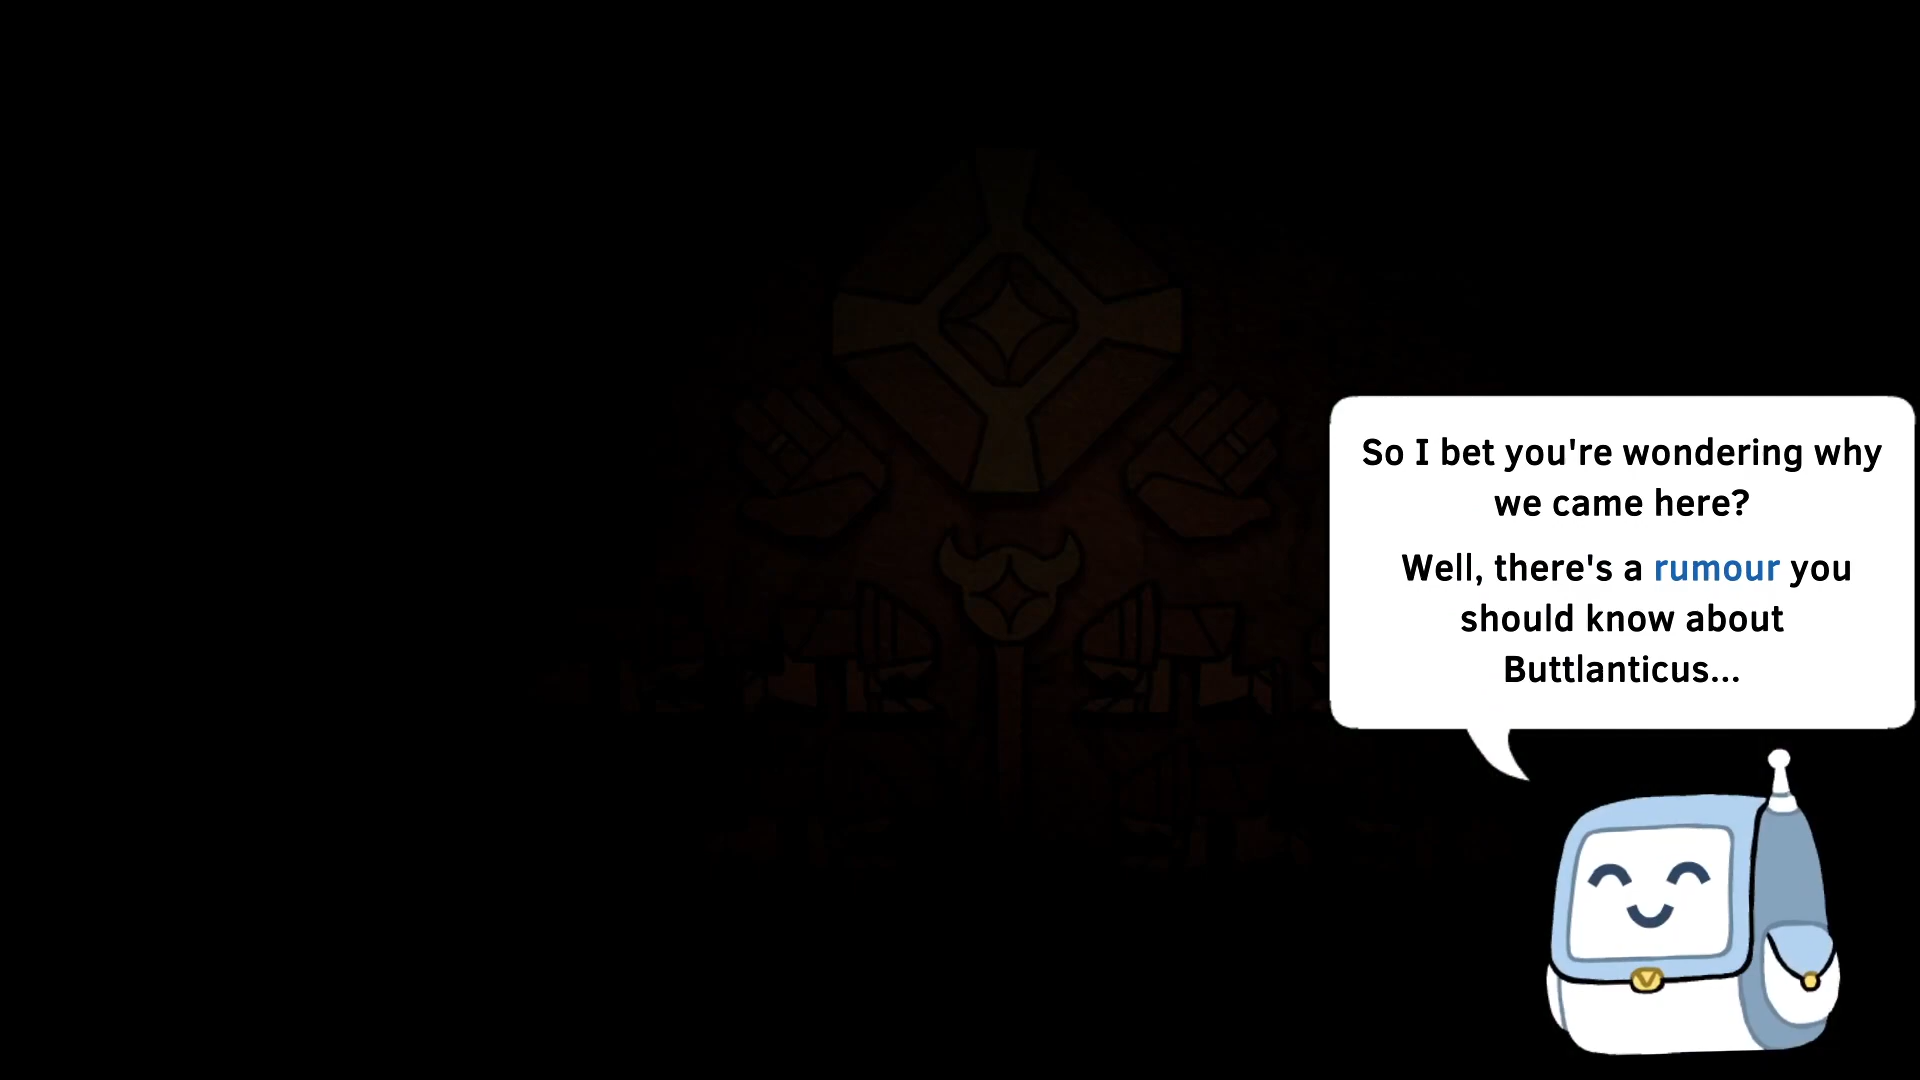 So I bet you're wondering why
we came here?
Well, there's a rumour you
should know about
Buttlanticus...